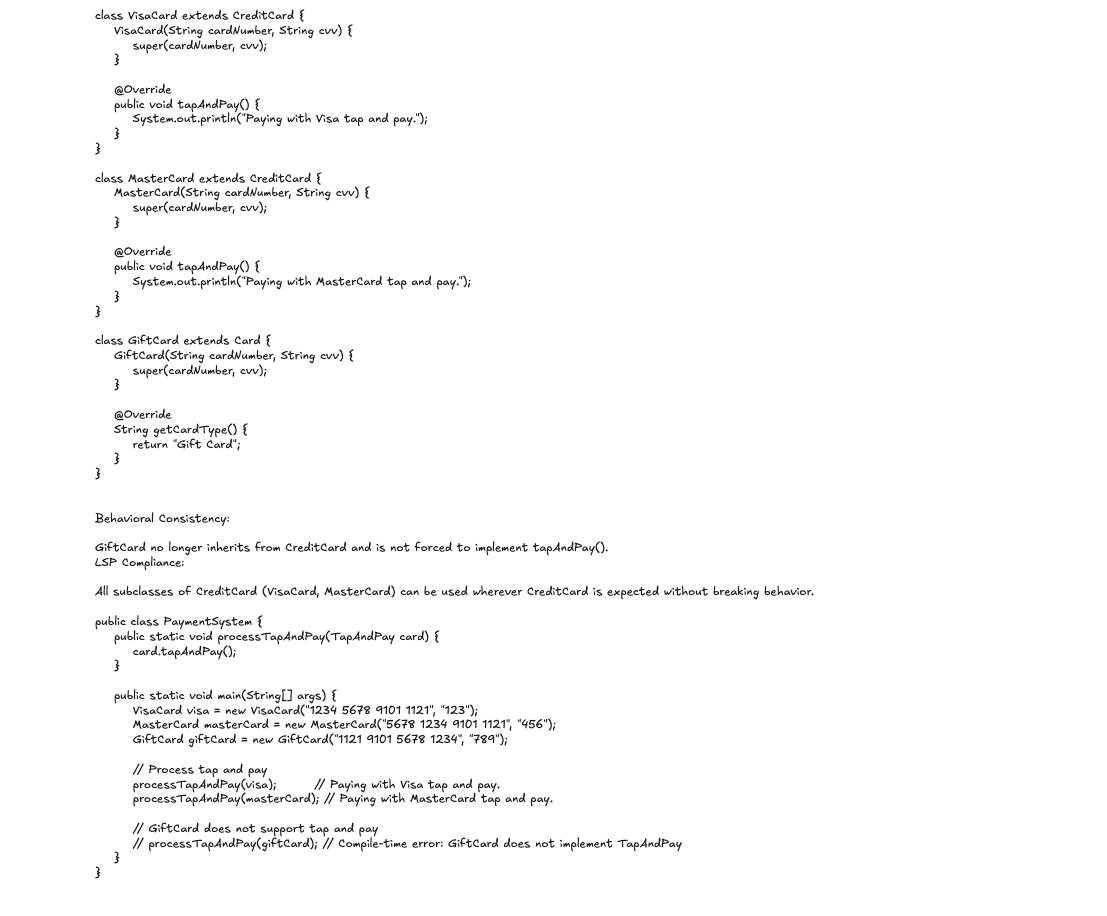 class VisaCard extends CreditCard {
VisaCard(String cardNumber, String cvv) {
super(cardNumber, cvv);
}
@Override
public void tapAndPay() {
System.out.println("Paying with Visa tap and pay.");
}
}
class MasterCard extends CreditCard {
MasterCard(String cardNumber, String cvv) {
super(cardNumber, cvv);
}
@Override
public void tapAndPay() {
System.out.println("Paying with MasterCard tap and pay.");
}
}
class GiftCard extends Card {
GiftCard(String cardNumber, String cvv) {
super(cardNumber, cvv);
}
@Override
String getCardType() {
return "Gift Card";
}
}
Behavioral Consistency:
GiftCard no longer inherits from CreditCard and is not forced to implement tapAndPay().
LSP Compliance:
All subclasses of CreditCard (VisaCard, MasterCard) can be used wherever CreditCard is expected without breaking behavior.
public class PaymentSystem {
public static void processTapAndPay(TapAndPay card) {
card.tapAndPay();
}
public static void main(String[] args) {
VisaCard visa = new VisaCard("1234 5678 9101 1121", "123");
MasterCard masterCard = new MasterCard("5678 1234 9101 1121", "456");
GiftCard giftCard = new GiftCard("1121 9101 5678 1234", "789");
// Process tap and pay
processTapAndPay(visa); // Paying with Visa tap and pay.
processTapAndPay(masterCard); // Paying with MasterCard tap and pay.
// GiftCard does not support tap and pay
// processTapAndPay(giftCard); // Compile-time error: GiftCard does not implement TapAndPay
}
}